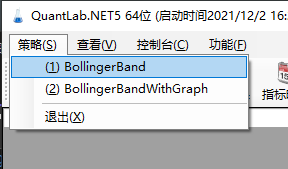 QuantLab.NET5 64位 (启动时间2021/12/2 16:
策略(S) 查看(V) 控制台(C) 功能(F)
(1) BollingerBand
(2) BollingerBandWithGraph
退出(X)
15
指标